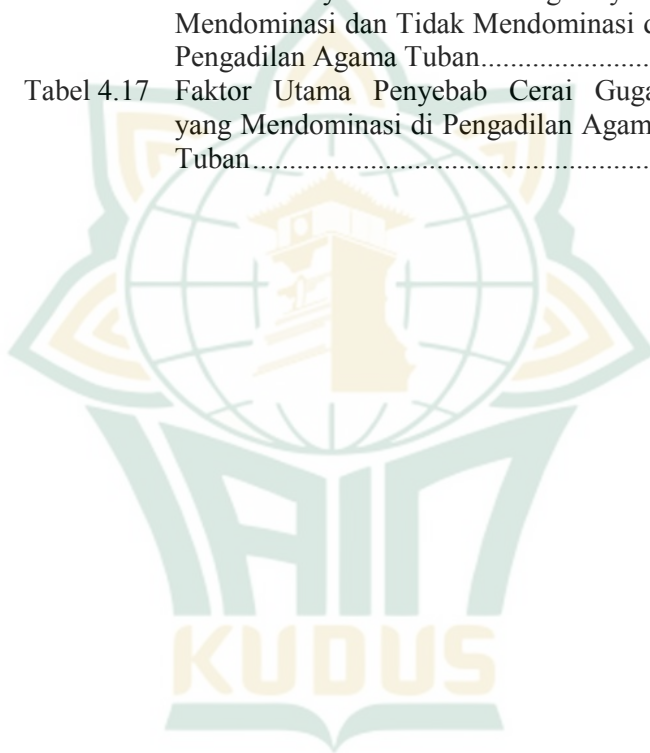 Mendominasi dan Tidak Mendominasi
Pengadilan Agama Tuban......................
Tabel 4.17 Faktor Utama Penyebab Cerai Guga
yang Mendominasi di Pengadilan Agam
Tuban.....................................................
IAIN
KUDUS